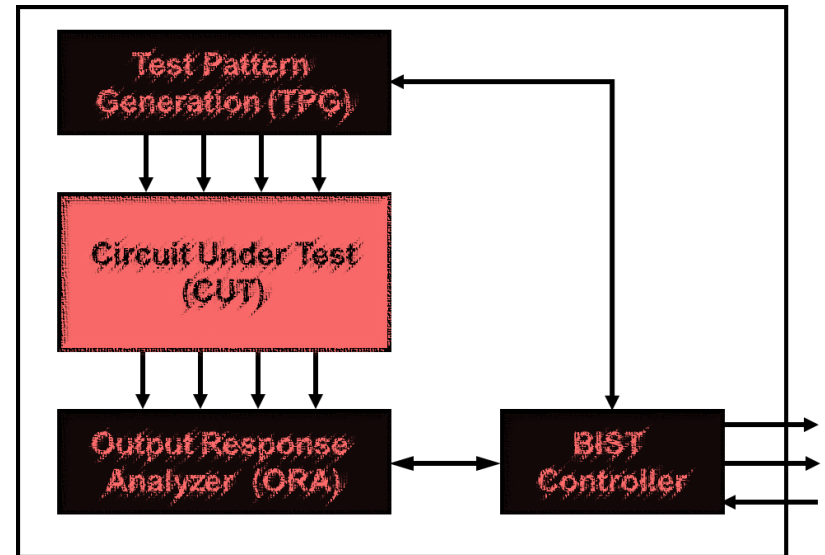 Test Pattern
Generation (TPG)
Circuit Under Test
(CUT)
Output Response
Analyzer (ORA)
BIST
Controller